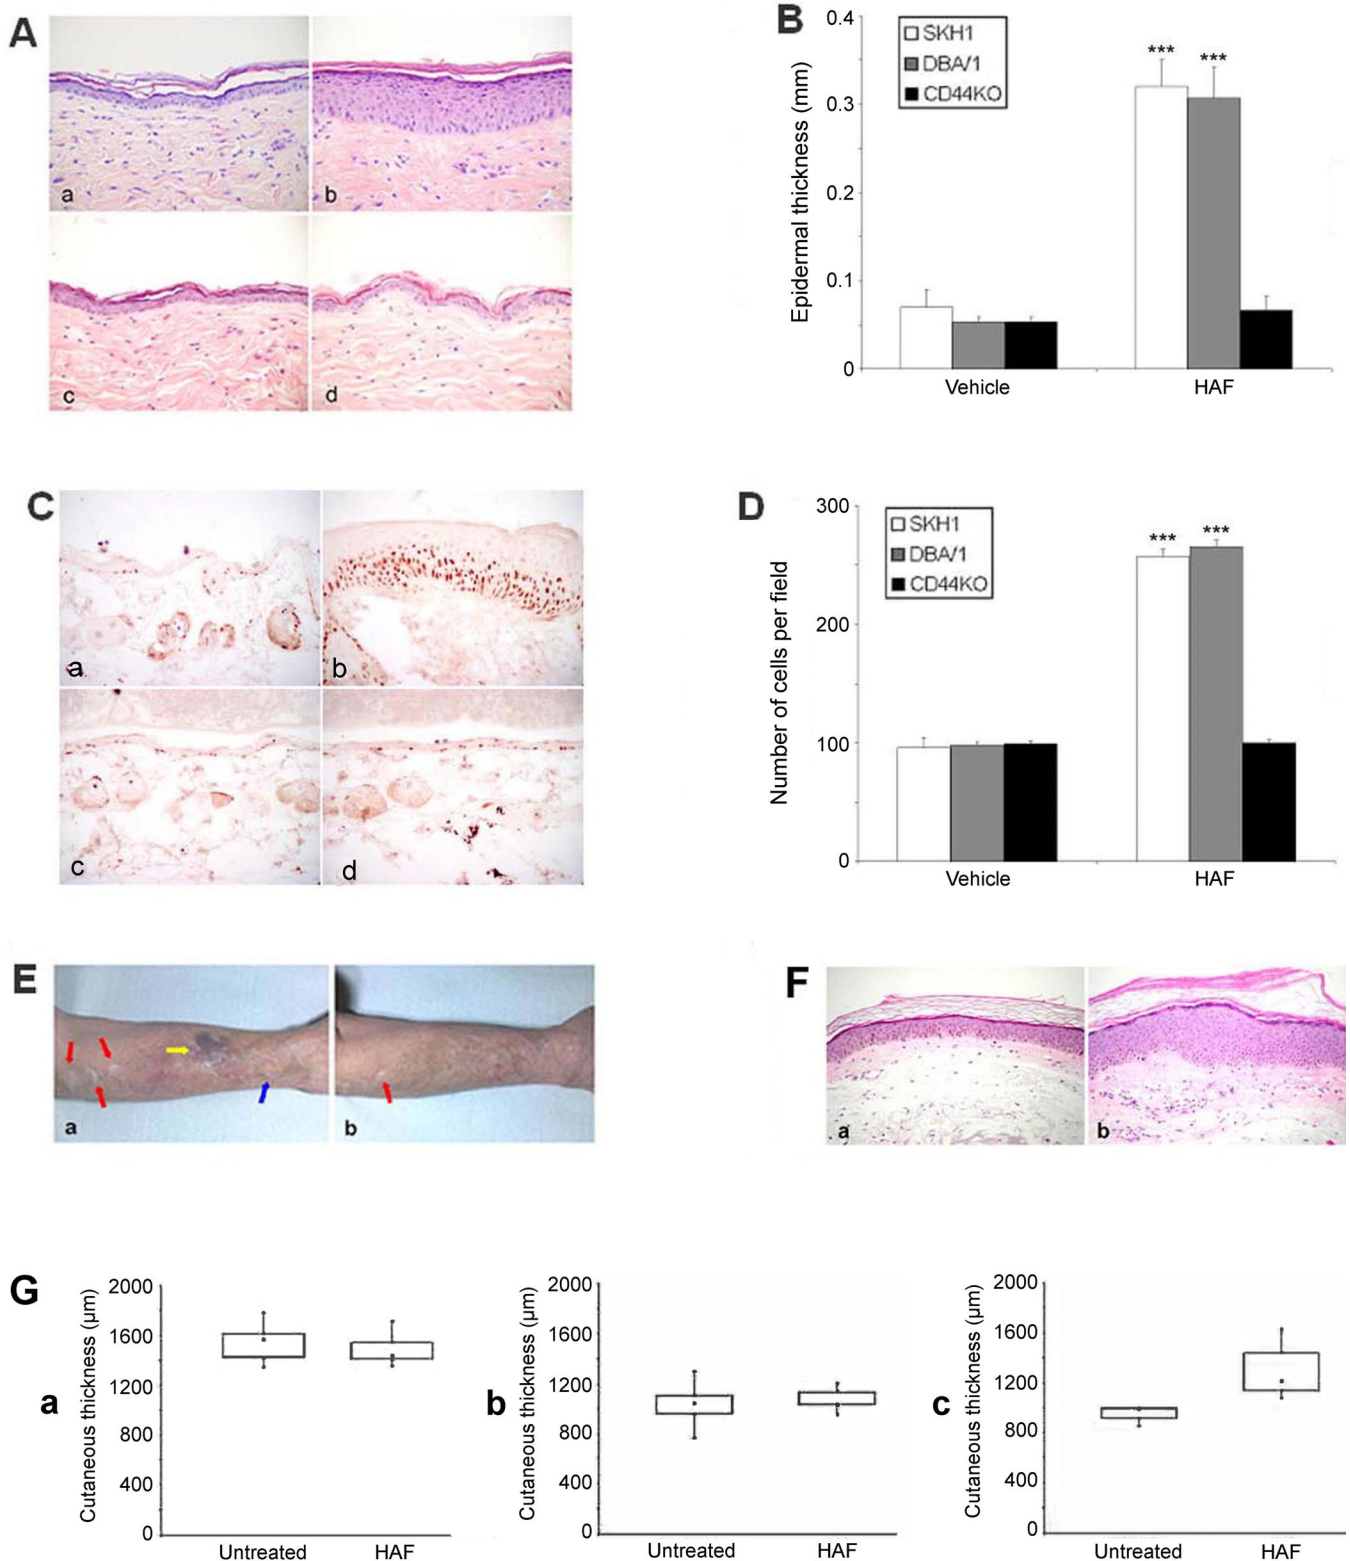 A
a
b
c
d
B
Epidermal thickness (mm)
0.4
0.3
0.2
0.1
0
SKH1
DBA/1
CD44KO
***
***
Vehicle
HAF
C
a
b
c
d
D
Number of cells per field
300
200
100
0
SKH1
DBA/1
CD44KO
***
***
Vehicle
HAF
E
a
b
F
a
b
G
a
Cutaneous thickness (µm)
2000
1600
1200
800
400
0
Untreated
HAF
b
Cutaneous thickness (µm)
2000
1600
1200
800
400
0
Untreated
HAF
c
Cutaneous thickness (µm)
2000
1600
1200
800
400
0
Untreated
HAF